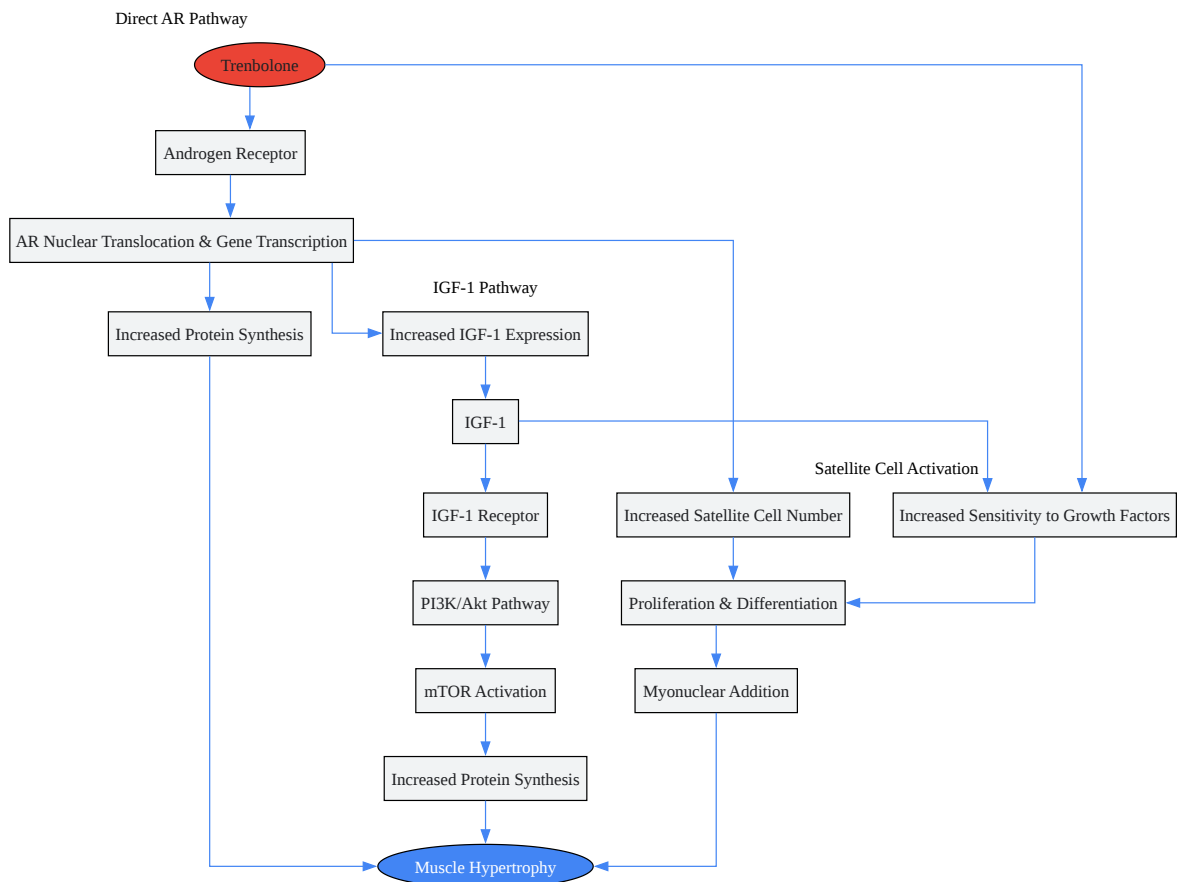 Direct AR Pathway
Trenbolone
Androgen Receptor
AR Nuclear Translocation & Gene Transcription
IGF-1 Pathway
Increased Protein Synthesis
Increased IGF-1 Expression
IGF-1
Satellite Cell Activation
IGF-1 Receptor
Increased Satellite Cell Number
Increased Sensitivity to Growth Factors
PI3K/Akt Pathway
Proliferation & Differentiation
mTOR Activation
Myonuclear Addition
Increased Protein Synthesis
Muscle Hypertrophy